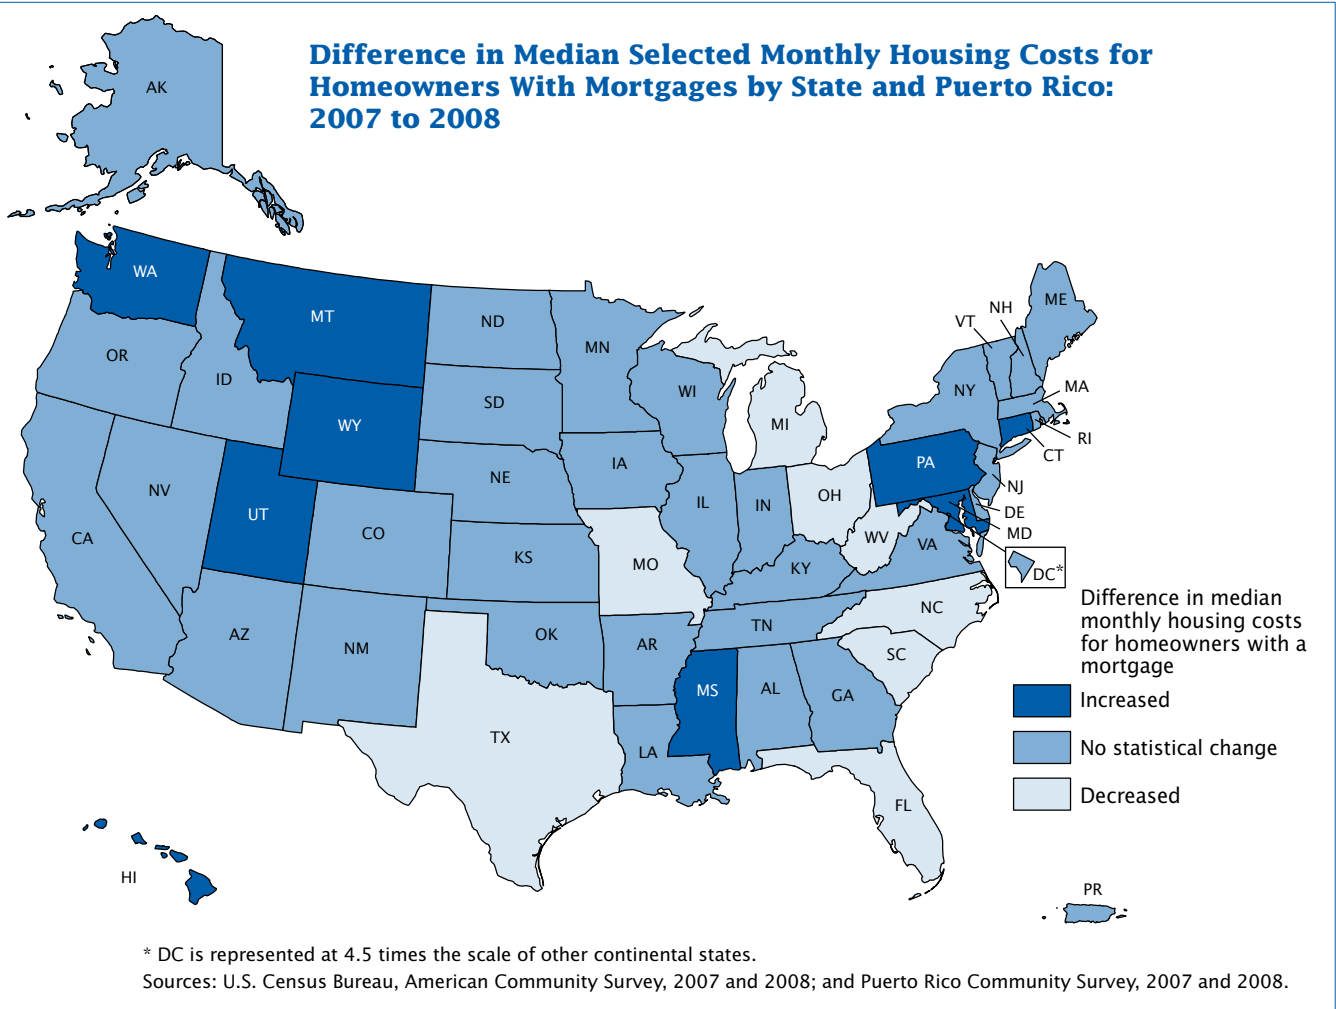 Difference in Median Selected Monthly Housing Costs for
Homeowners With Mortgages by State and Puerto Rico:
2007 to 2008
AK
WA
MT
ND
MN
OR
ID
WY
SD
WI
MI
NY
VT
NH
ME
MA
RI
CT
NV
UT
CO
NE
IA
IL
IN
OH
PA
NJ
DE
MD
DC*
CA
KS
MO
KY
WV
VA
AZ
NM
OK
AR
TN
NC
SC
TX
LA
MS
AL
GA
FL
HI
PR
Difference in median
monthly housing costs
for homeowners with a
mortgage
Increased
No statistical change
Decreased
* DC is represented at 4.5 times the scale of other continental states.
Sources: U.S. Census Bureau, American Community Survey, 2007 and 2008; and Puerto Rico Community Survey, 2007 and 2008.